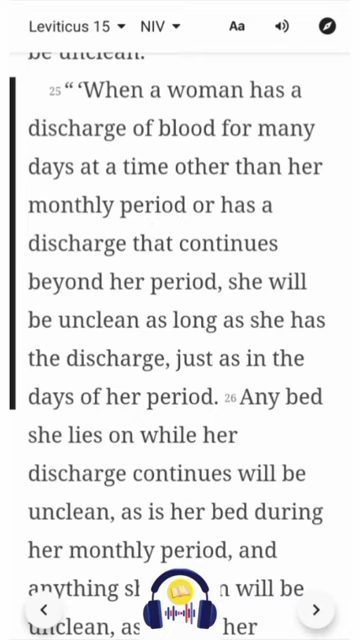 Leviticus 15 NIV Aa
be unclean.
25 “ ‘When a woman has a
discharge of blood for many
days at a time other than her
monthly period or has a
discharge that continues
beyond her period, she will
be unclean as long as she has
the discharge, just as in the
days of her period. 26 Any bed
she lies on while her
discharge continues will be
unclean, as is her bed during
her monthly period, and
anything will be
unclean, as her